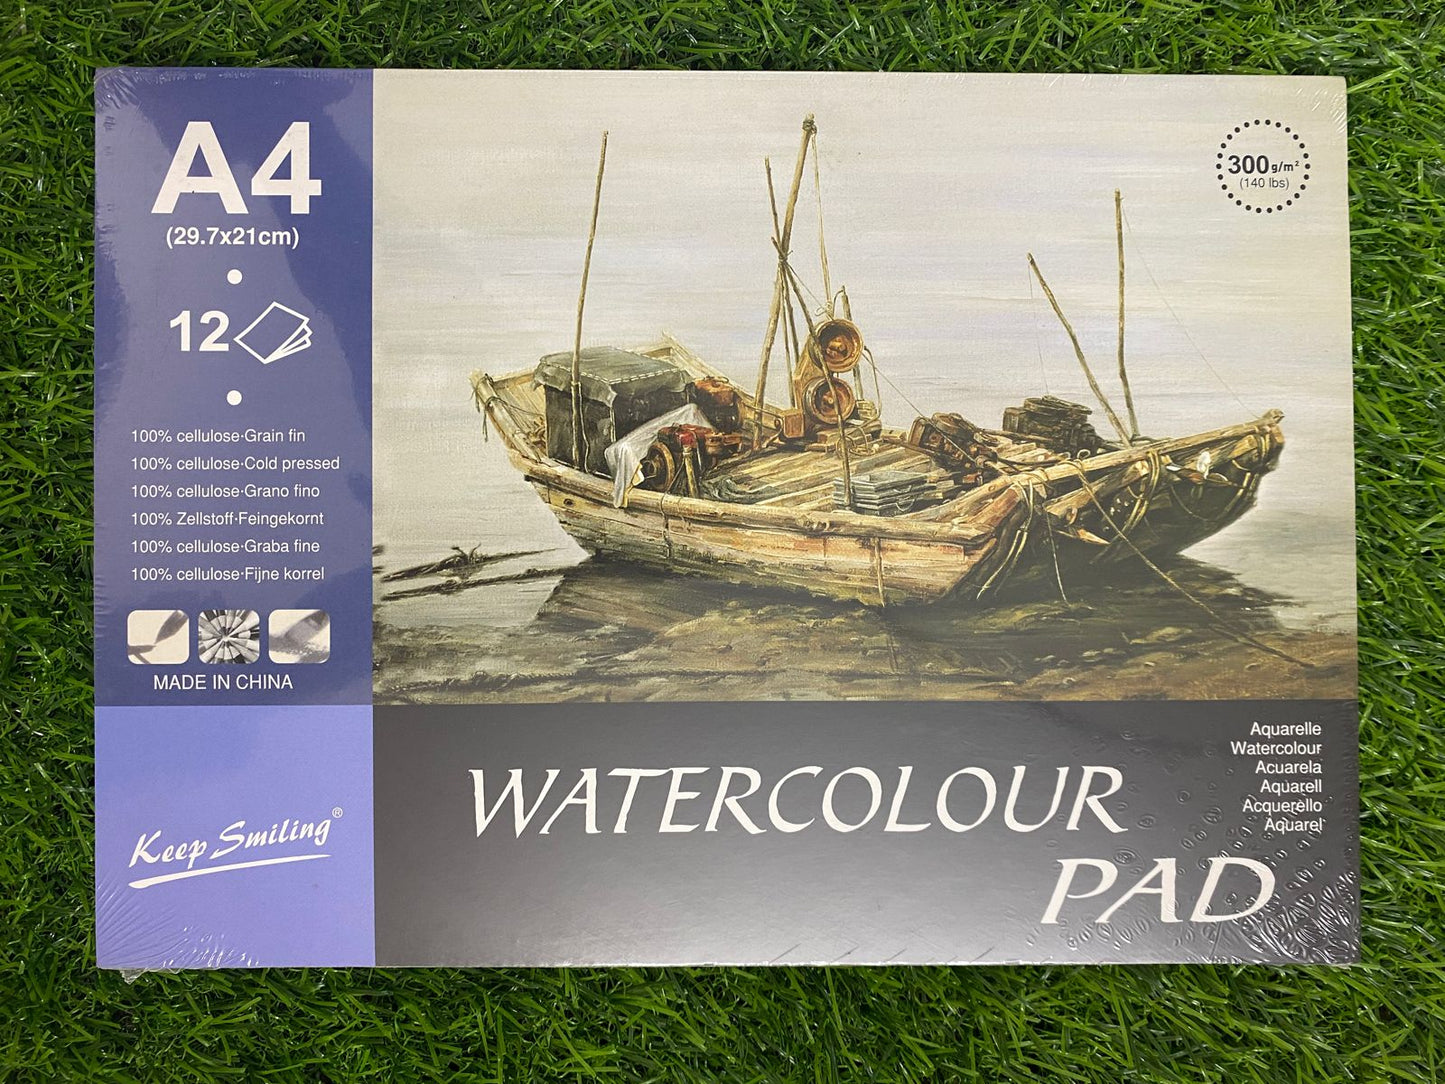 A4
(29.7x21cm)
12
100% cellulose·Grain fin
100% cellulose·Cold pressed
100% cellulose·Grano fino
100% Zellstoff·Feingekornt
100% cellulose·Graba fine
100% cellulose·Fijne korrel
MADE IN CHINA
Keep Smiling®
300g/m²
(140 lbs)
WATERCOLOUR
PAD
Aquarelle
Watercolour
Acuarela
Aquarell
Acquerello
Aquarel